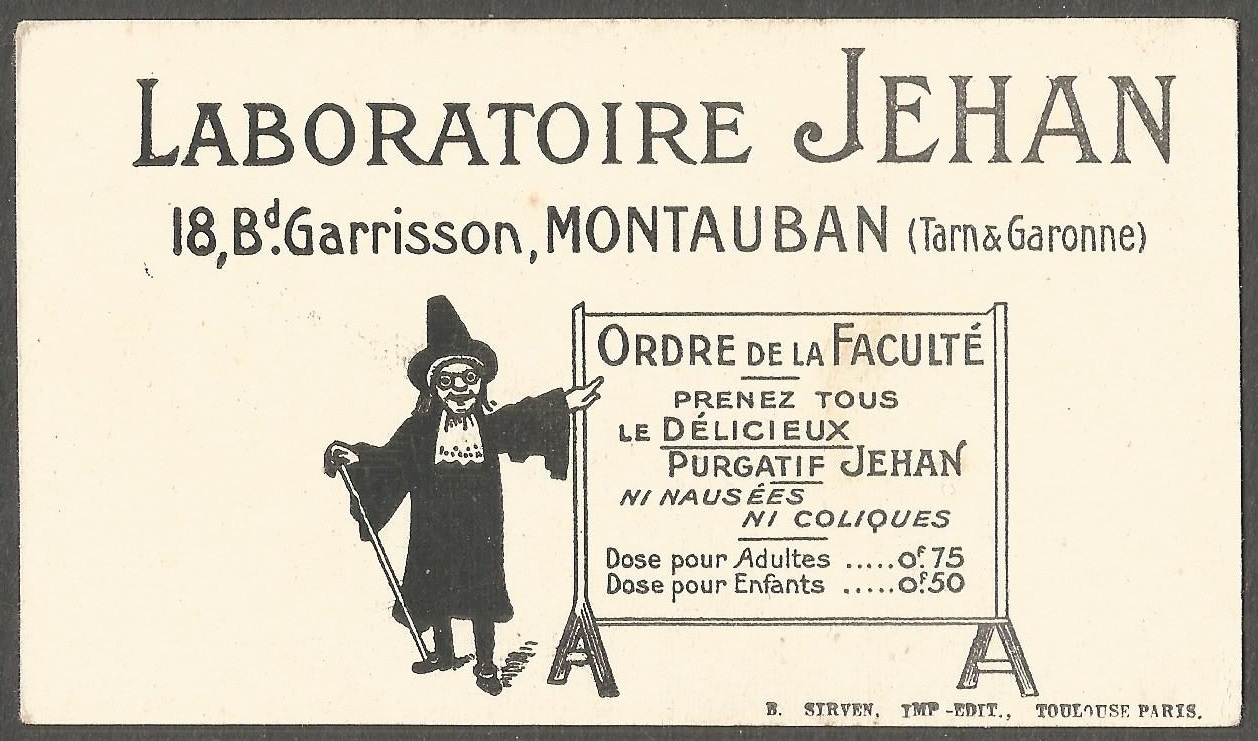 LABORATOIRE JEHAN
18, Bd. Garrisson, MONTAUBAN (Tarn & Garonne)
ORDRE DE LA FACULTÉ
PRENEZ TOUS
LE DÉLICIEUX
PURGATIF JEHAN
NI NAUSÉES
NI COLIQUES
Dose pour Adultes ..... 0f.75
Dose pour Enfants ..... 0f.50
B. SIRVEN, IMP-EDIT., TOULOUSE PARIS.